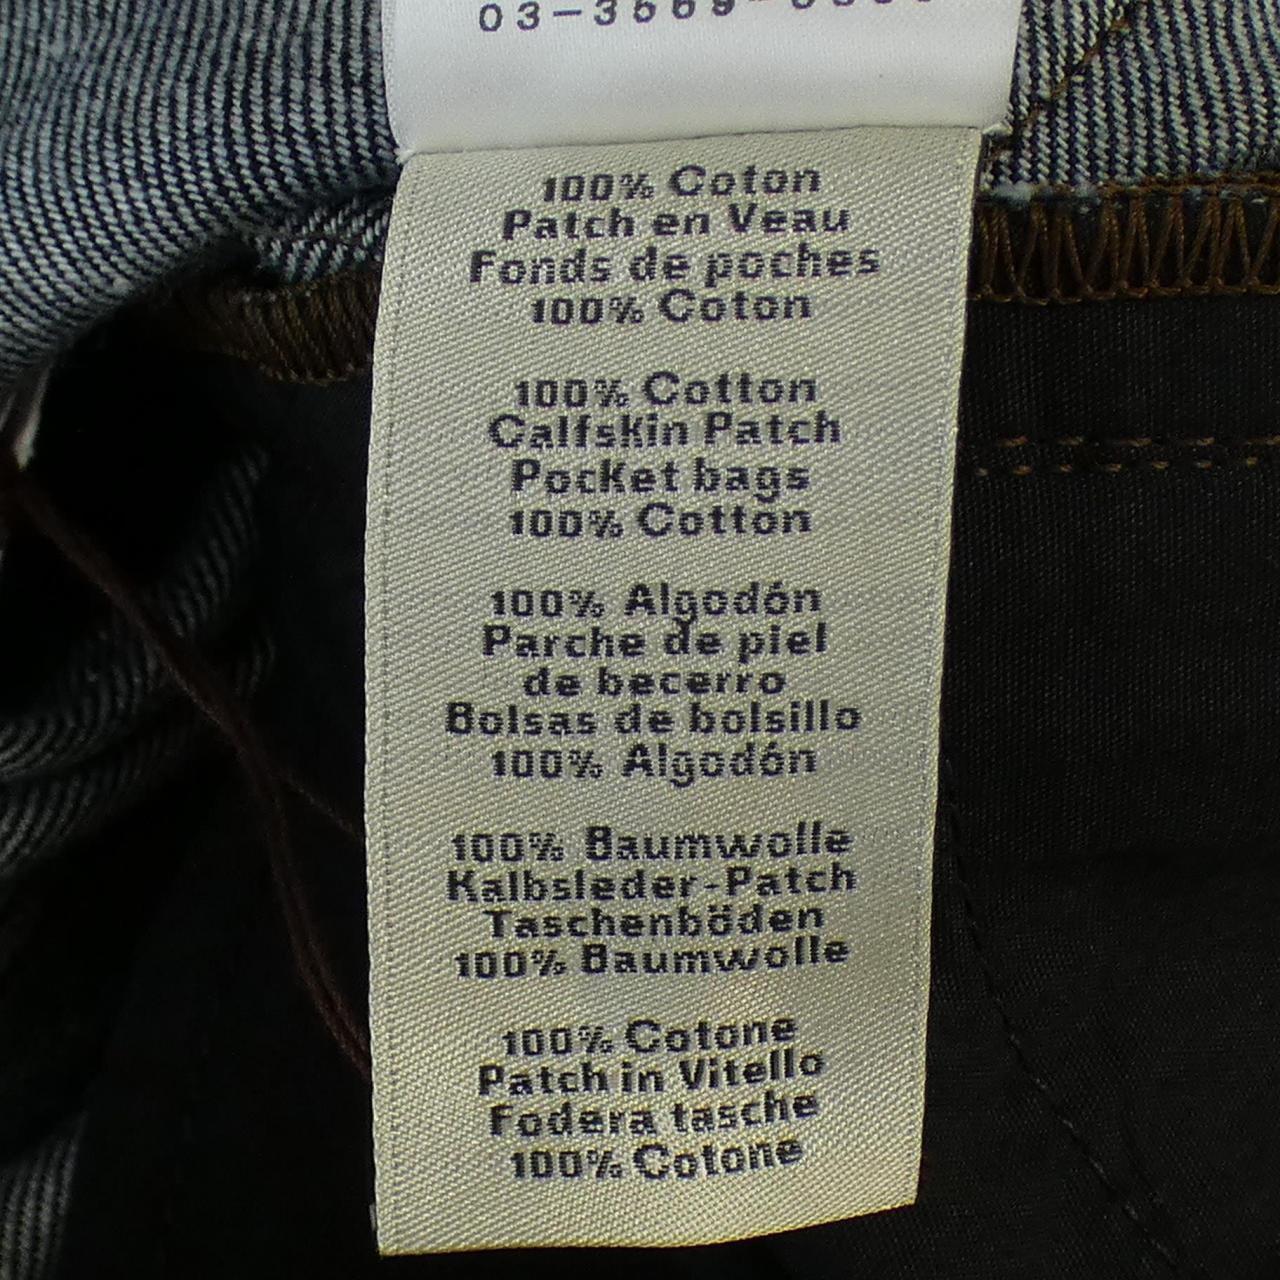 100% Coton
Patch en Veau
Fonds de poches
100% Coton
100% Cotton
Calfskin Patch
Pocket bags
100% Cotton
100% Algodón
Parche de piel
de becerro
Bolsas de bolsillo
100% Algodón
100% Baumwolle
Kalbsleder-Patch
Taschenböden
100% Baumwolle
100% Cotone
Patch in Vitello
Fodera tasche
100% Cotone